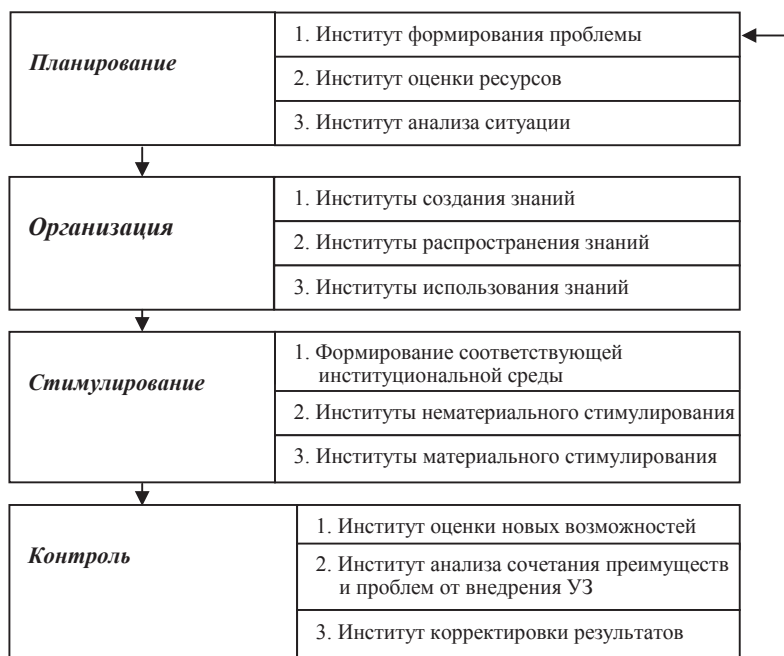 Планирование
1. Институт формирования проблемы
2. Институт оценки ресурсов
3. Институт анализа ситуации
Организация
1. Институты создания знаний
2. Институты распространения знаний
3. Институты использования знаний
Стимулирование
1. Формирование соответствующей
институциональной среды
2. Институты нематериального стимулирования
3. Институты материального стимулирования
Контроль
1. Институт оценки новых возможностей
2. Институт анализа сочетания преимуществ
и проблем от внедрения УЗ
3. Институт корректировки результатов